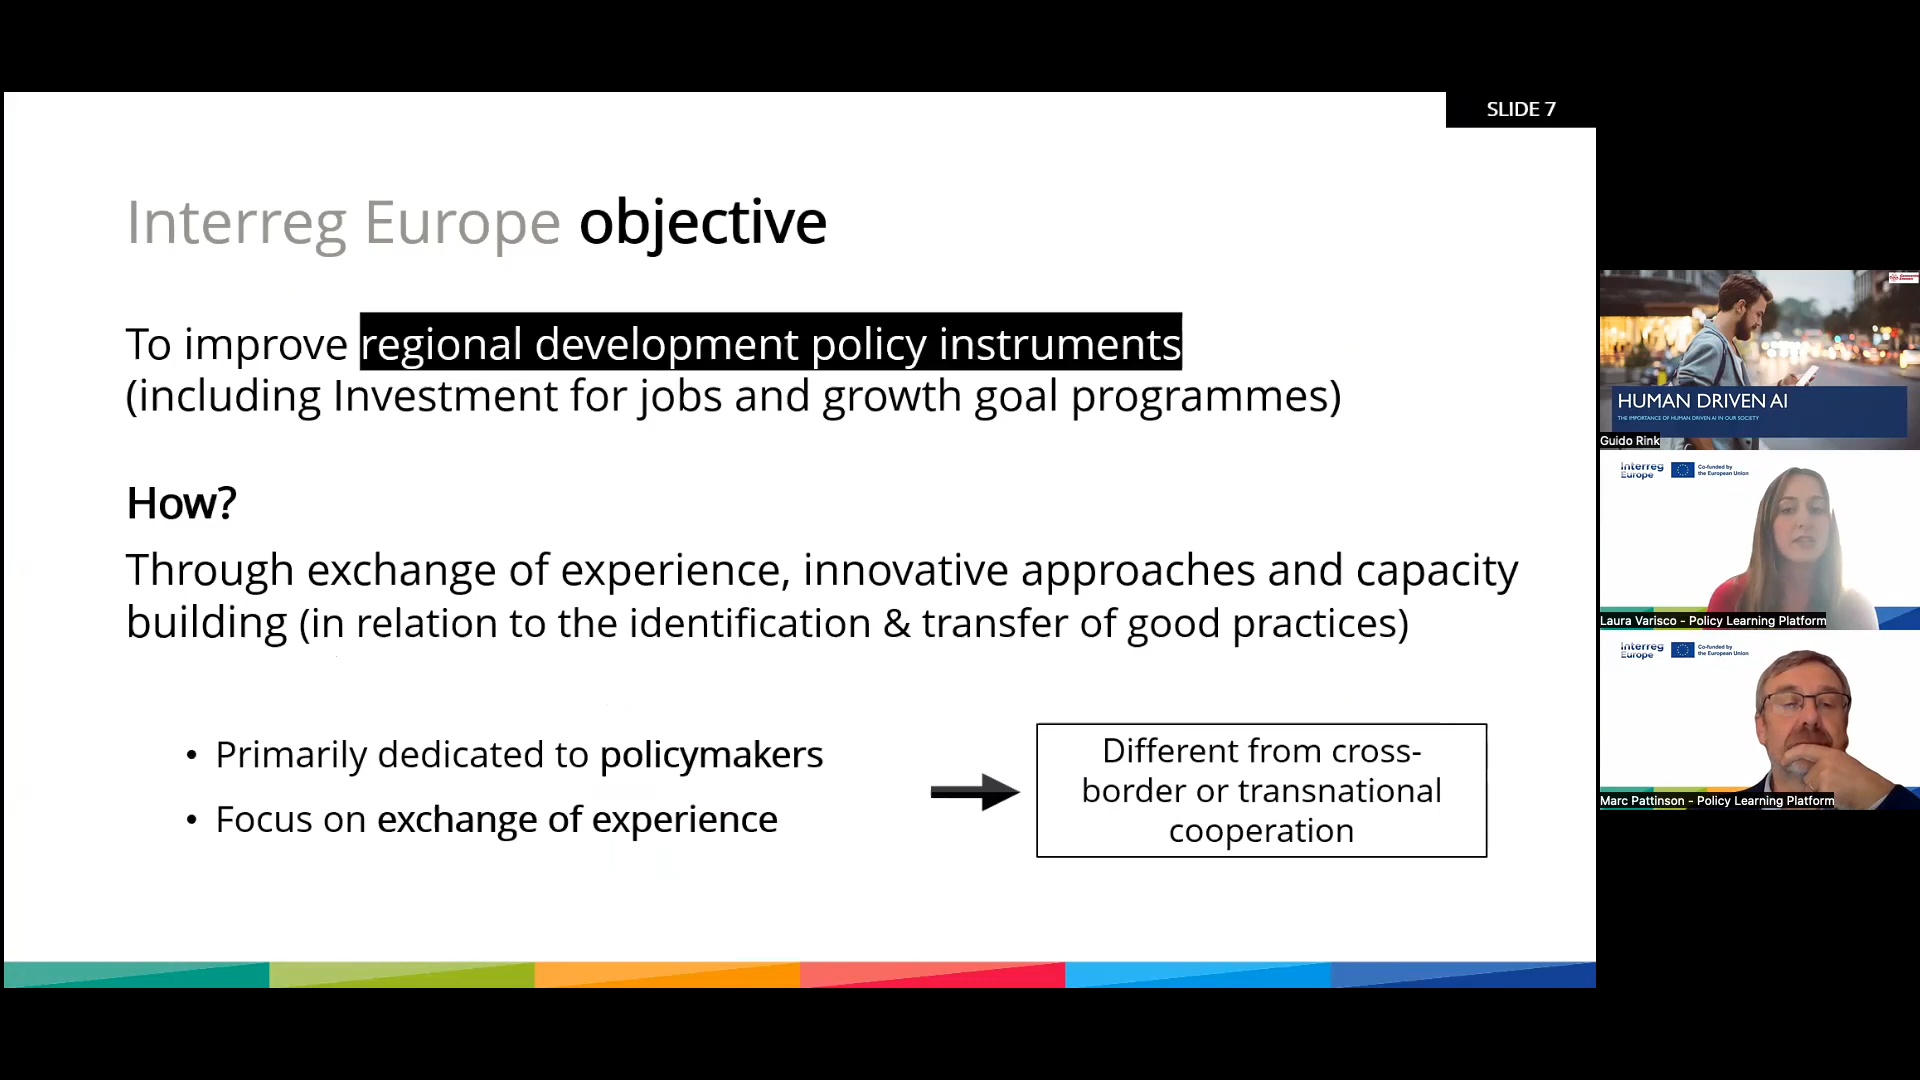 SLIDE 7
Interreg Europe objective
To improve regional development policy instruments
(including Investment for jobs and growth goal programmes)
How?
Through exchange of experience, innovative approaches and capacity
building (in relation to the identification & transfer of good practices)
• Primarily dedicated to policymakers
• Focus on exchange of experience
Different from cross-
border or transnational
cooperation
HUMAN DRIVEN AI
THE IMPORTANCE OF HUMAN DRIVEN AI IN OUR SOCIETY
Guido Rink
Interreg
Europe
Co-funded by
the European Union
Laura Varisco - Policy Learning Platform
Interreg
Europe
Co-funded by
the European Union
Marc Pattinson - Policy Learning Platform